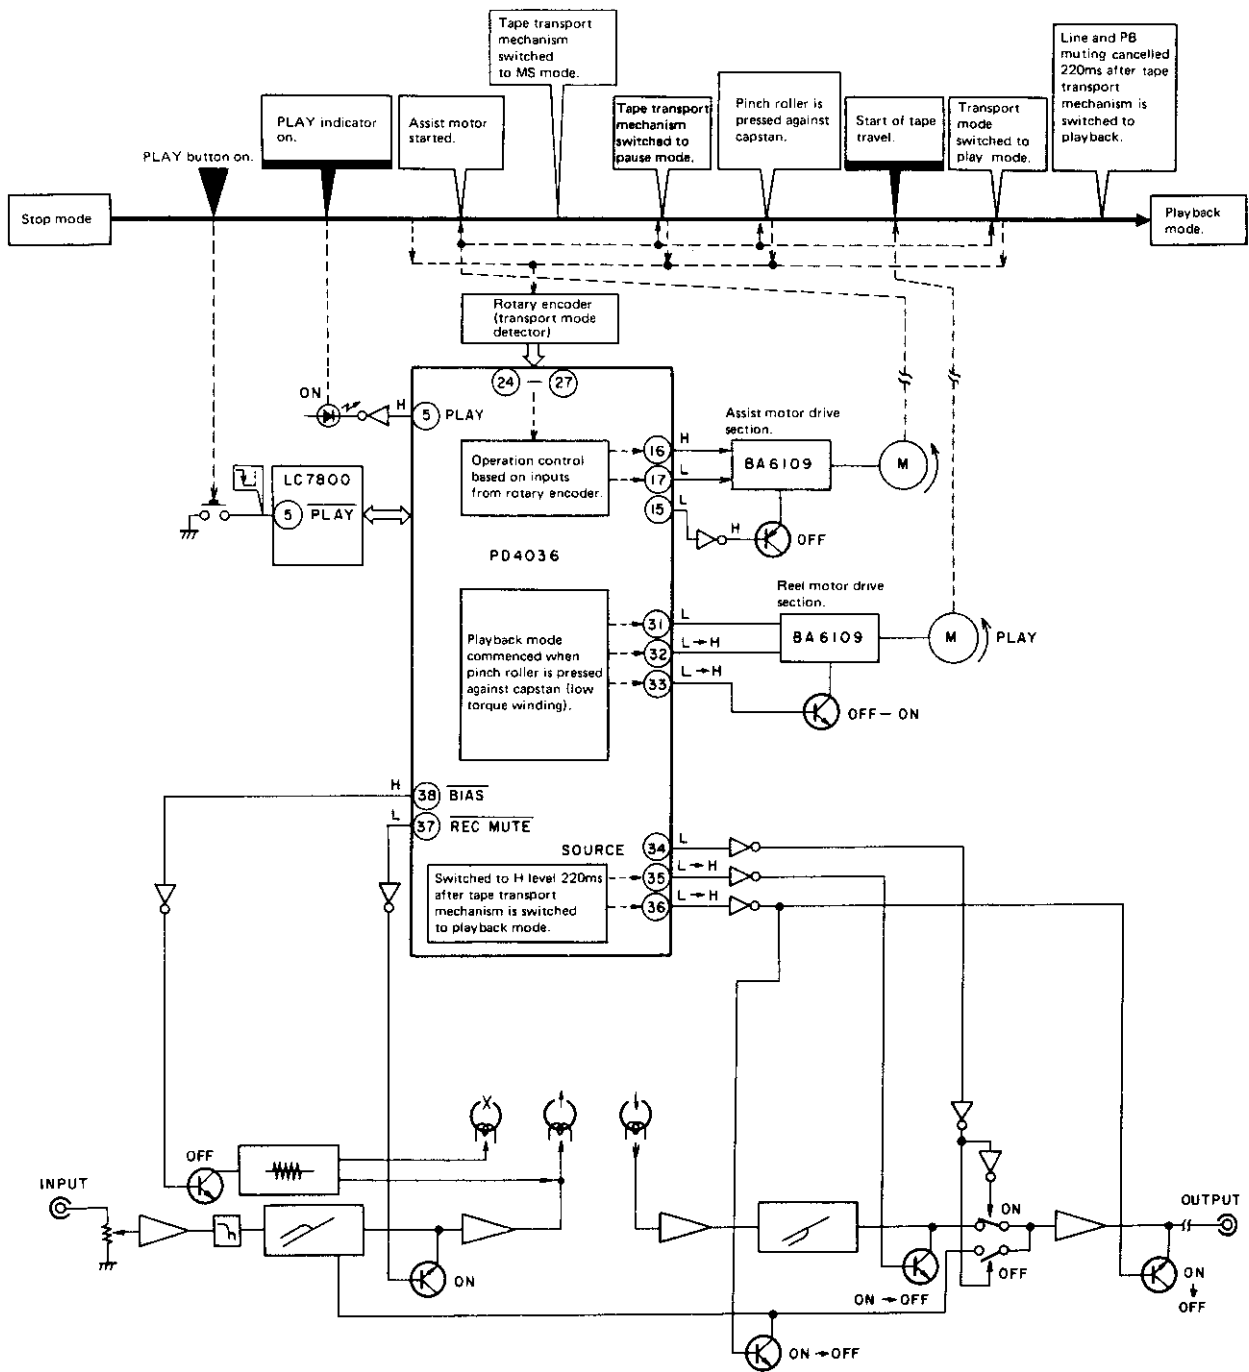 Tape transport
mechanism
switched
to MS mode.
Line and PB
muting cancelled
220ms after tape
transport
mechanism is
switched to
playback.
PLAY indicator
on.
Assist motor
started.
Tape transport
mechanism
switched to
pause mode.
Pinch roller is
pressed against
capstan.
Start of tape
travel.
Transport
mode
switched to
play mode.
PLAY button on.
Stop mode
Playback
mode.
Rotary encoder
(transport mode
detector)
24 — 27
ON
H
5 PLAY
Assist motor drive
section.
Operation control
based on inputs
from rotary encoder.
16 H
17 L
15 L
BA6109
M
H
OFF
LC7800
5 PLAY
PD4036
Reel motor drive
section.
Playback mode
commenced when
pinch roller is pressed
against capstan (low
torque winding).
31 L
32 L→H
33 L→H
BA6109
M
PLAY
OFF — ON
H
38 BIAS
L
37 REC MUTE
SOURCE 34 L
35 L→H
36 L→H
Switched to H level 220ms
after tape transport
mechanism is switched
to playback mode.
X
OFF
INPUT
ON
ON
OFF
OUTPUT
ON→OFF
ON
↓
OFF
ON→OFF